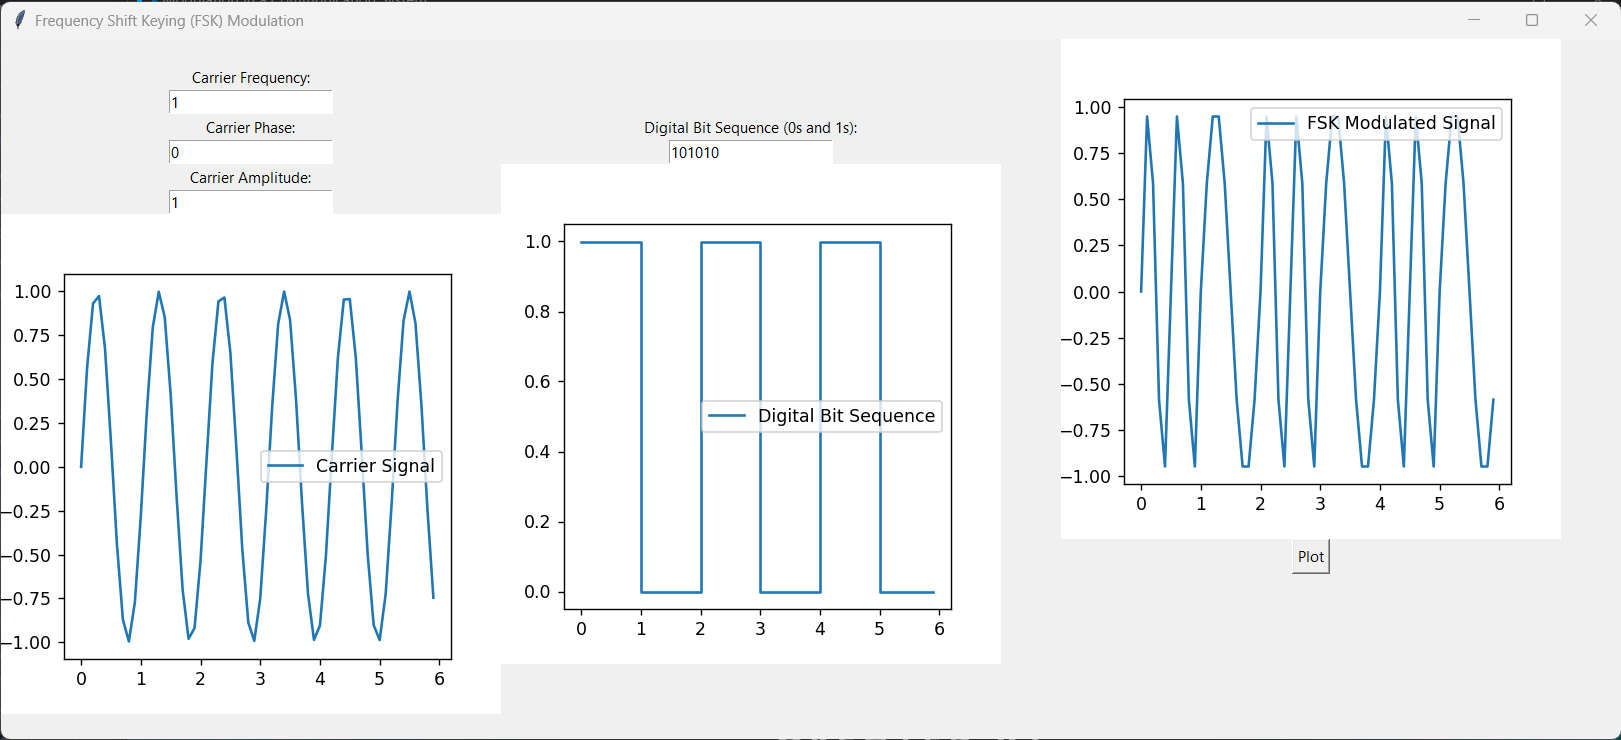 Frequency Shift Keying (FSK) Modulation
Carrier Frequency:
1
Carrier Phase:
0
Carrier Amplitude:
1
1.00
0.75
0.50
0.25
0.00
−0.25
−0.50
−0.75
−1.00
Carrier Signal
0 1 2 3 4 5 6
Digital Bit Sequence (0s and 1s):
101010
1.0
0.8
0.6
0.4
0.2
0.0
Digital Bit Sequence
0 1 2 3 4 5 6
1.00
0.75
0.50
0.25
0.00
−0.25
−0.50
−0.75
−1.00
FSK Modulated Signal
0 1 2 3 4 5 6
Plot